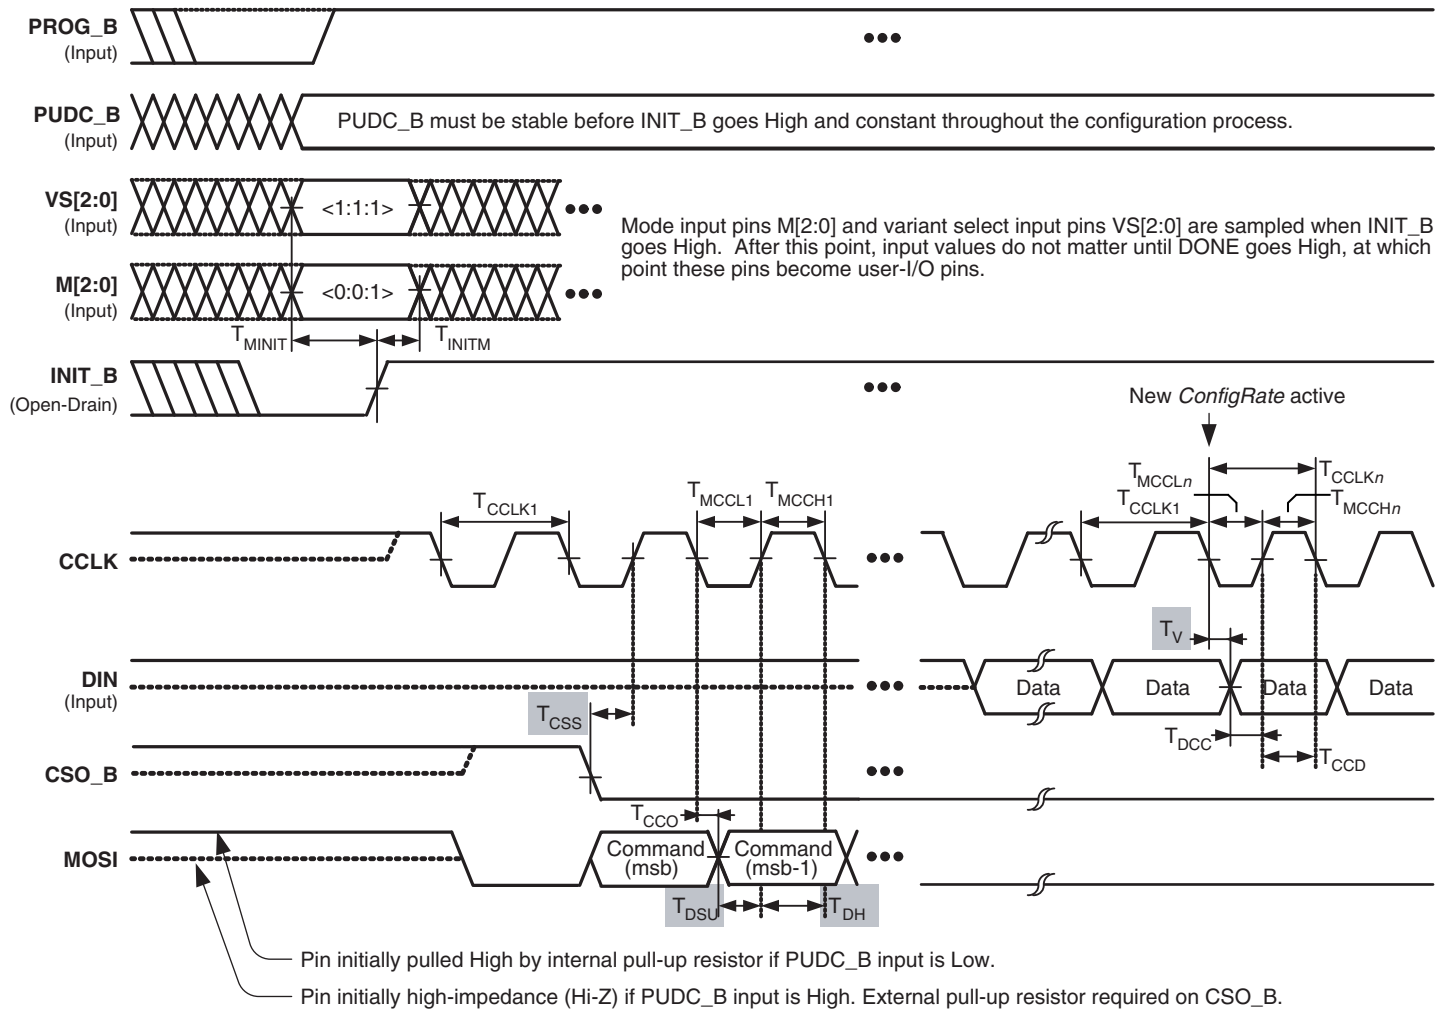 PROG_B
(Input)
PUDC_B
(Input)
PUDC_B must be stable before INIT_B goes High and constant throughout the configuration process.
VS[2:0]
(Input)
<1:1:1>
Mode input pins M[2:0] and variant select input pins VS[2:0] are sampled when INIT_B
goes High. After this point, input values do not matter until DONE goes High, at which
point these pins become user-I/O pins.
M[2:0]
(Input)
<0:0:1>
TMINIT
TINITM
INIT_B
(Open-Drain)
New ConfigRate active
TCCLK1
TMCCL1
TMCCH1
TMCCLn
TCCLKn
TCCLK1
TMCCHn
CCLK
TV
DIN
(Input)
Data
Data
Data
Data
TCSS
TDCC
TCCD
CSO_B
TCCO
MOSI
Command
(msb)
Command
(msb-1)
TDSU
TDH
Pin initially pulled High by internal pull-up resistor if PUDC_B input is Low.
Pin initially high-impedance (Hi-Z) if PUDC_B input is High. External pull-up resistor required on CSO_B.